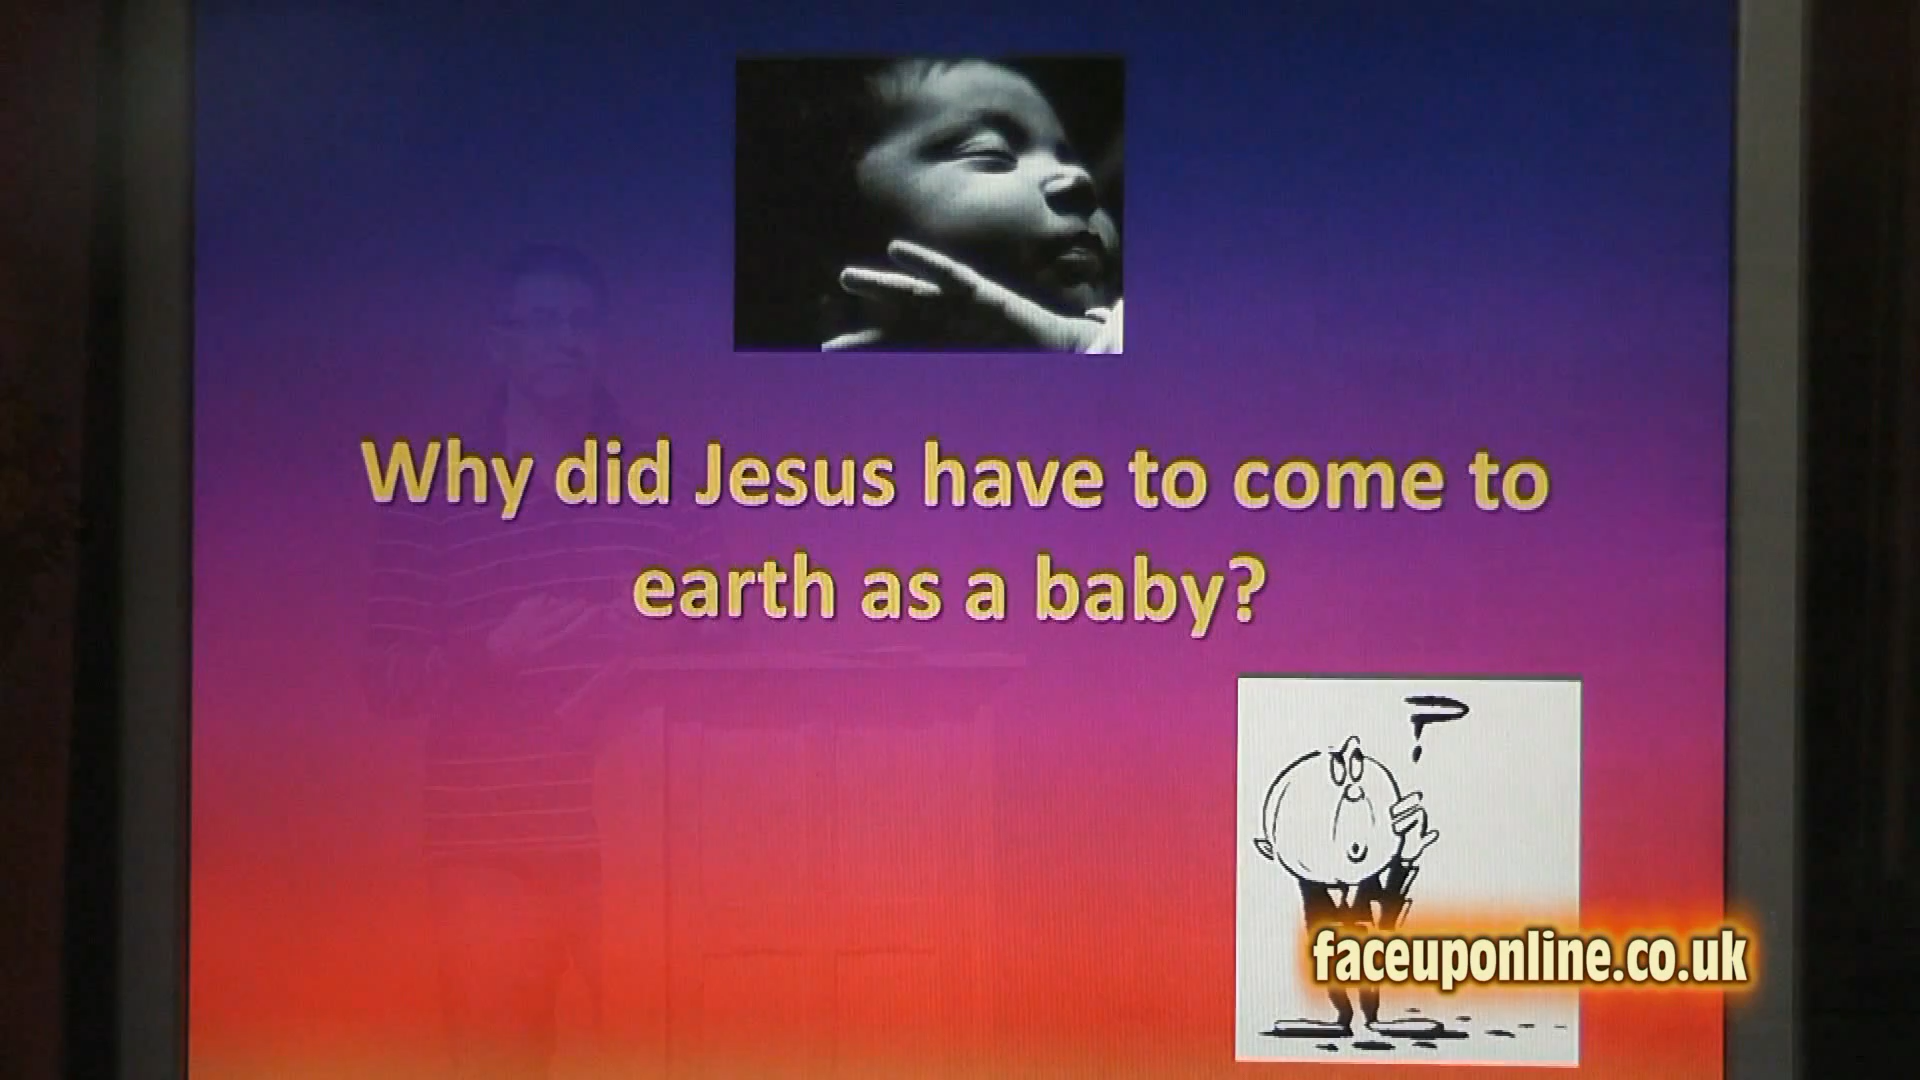 Why did Jesus have to come to
earth as a baby?
?
faceuponline.co.uk